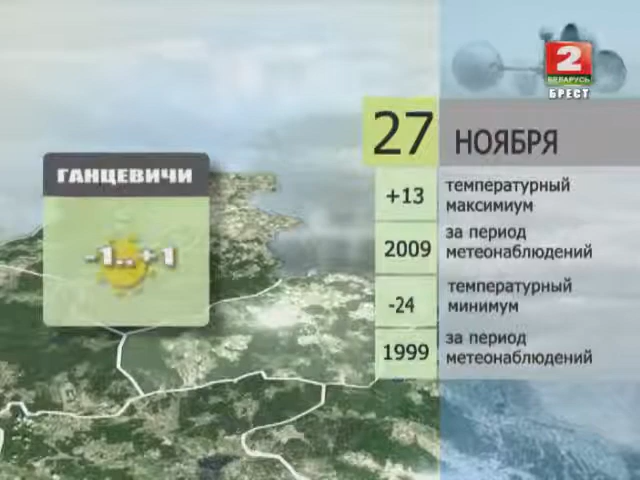 2
БЕЛАРУСЬ
БРЕСТ
27 НОЯБРЯ
ГАНЦЕВИЧИ
-1.. +1
+13 температурный
максимиум
2009 за период
метеонаблюдений
-24 температурный
минимум
1999 за период
метеонаблюдений